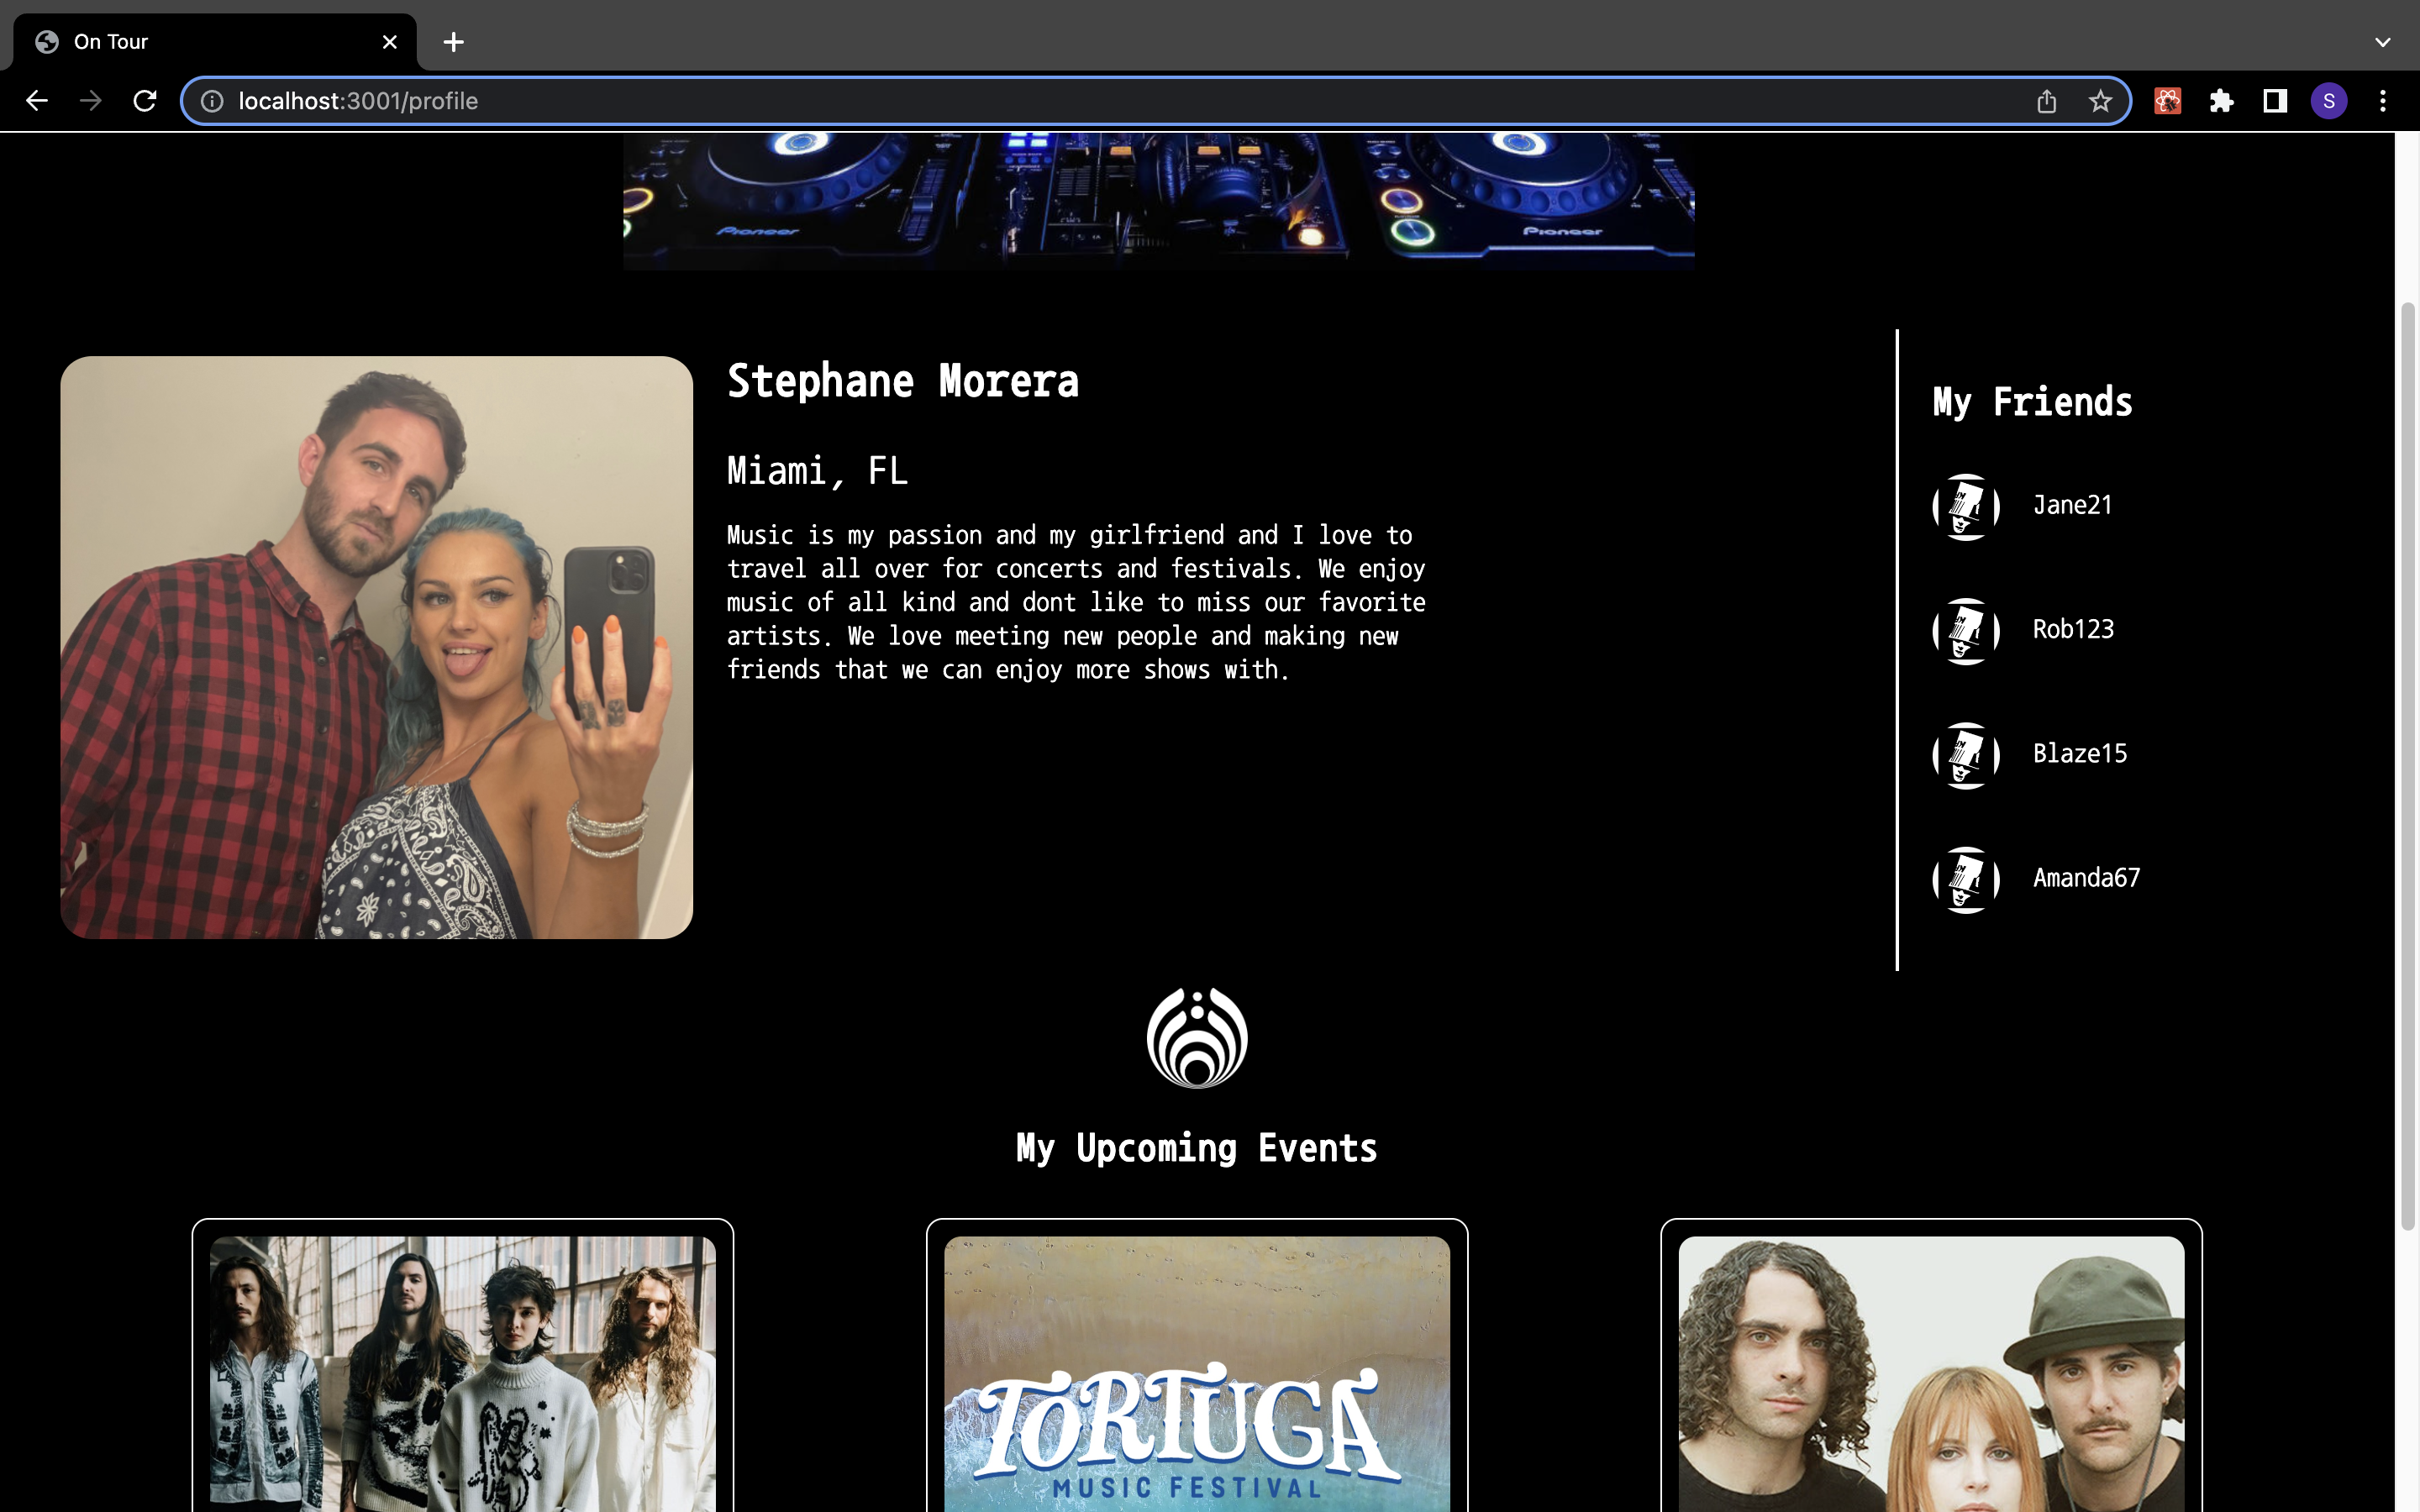 On Tour
localhost:3001/profile
S
Pioneer
Pioneer
Stephane Morera
Miami, FL
Music is my passion and my girlfriend and I love to
travel all over for concerts and festivals. We enjoy
music of all kind and dont like to miss our favorite
artists. We love meeting new people and making new
friends that we can enjoy more shows with.
My Friends
Jane21
Rob123
Blaze15
Amanda67
My Upcoming Events
TORTUGA
MUSIC FESTIVAL